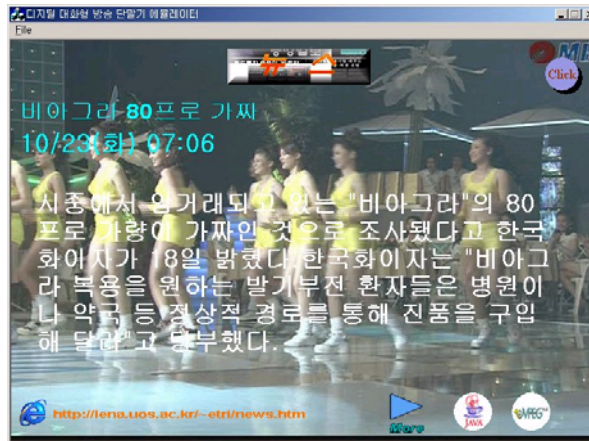 디지털 대화형 방송 단말기 에뮬레이터
File
뉴스
Click
비아그라 80프로 가짜
10/23(화) 07:06
시중에서 암거래되고 있는 "비아그라"의 80
프로 가량이 가짜인 것으로 조사됐다고 한국
화이자가 18일 밝혔다.한국화이자는 "비아그
라 복용을 원하는 발기부전 환자들은 병원이
나 약국 등 정상적 경로를 통해 진품을 구입
해 달라"고 당부했다.
http://lena.uos.ac.kr/~etri/news.htm
More
JAVA
MPEG